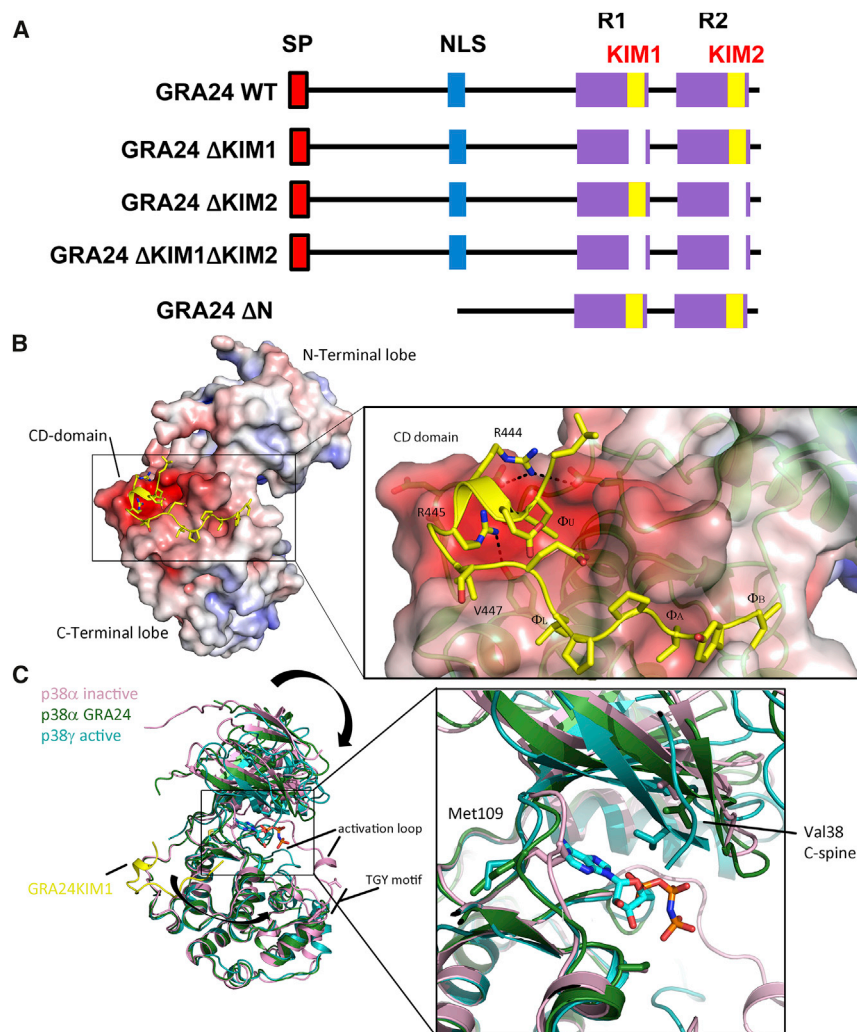 A
R1 R2
SP NLS KIM1 KIM2
GRA24 WT
GRA24 ΔKIM1
GRA24 ΔKIM2
GRA24 ΔKIM1ΔKIM2
GRA24 ΔN
B
N-Terminal lobe
CD-domain
C-Terminal lobe
CD domain
R444
R445
ΦU
V447
ΦL
ΦA
ΦB
C
p38α inactive
p38α GRA24
p38γ active
activation loop
TGY motif
GRA24KIM1
Met109
Val38
C-spine